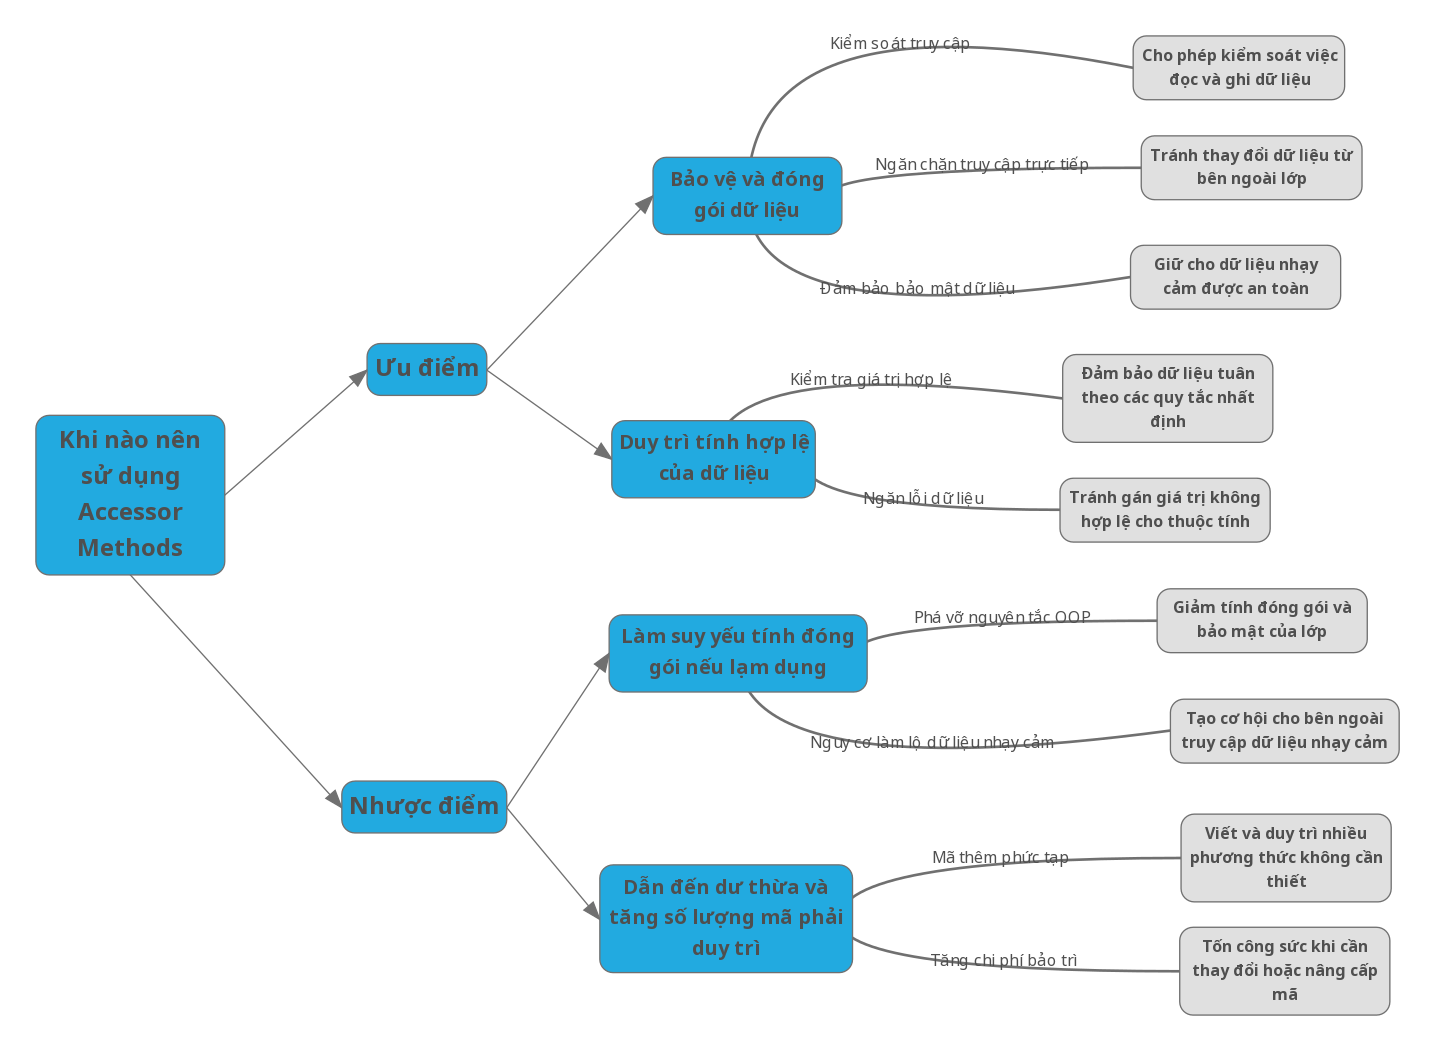 Khi nào nên
sử dụng
Accessor
Methods
Ưu điểm
Bảo vệ và đóng
gói dữ liệu
Kiểm soát truy cập
Cho phép kiểm soát việc
đọc và ghi dữ liệu
Ngăn chặn truy cập trực tiếp
Tránh thay đổi dữ liệu từ
bên ngoài lớp
Đảm bảo bảo mật dữ liệu
Giữ cho dữ liệu nhạy
cảm được an toàn
Duy trì tính hợp lệ
của dữ liệu
Kiểm tra giá trị hợp lệ
Đảm bảo dữ liệu tuân
theo các quy tắc nhất
định
Ngăn lỗi dữ liệu
Tránh gán giá trị không
hợp lệ cho thuộc tính
Nhược điểm
Làm suy yếu tính đóng
gói nếu lạm dụng
Phá vỡ nguyên tắc OOP
Giảm tính đóng gói và
bảo mật của lớp
Nguy cơ làm lộ dữ liệu nhạy cảm
Tạo cơ hội cho bên ngoài
truy cập dữ liệu nhạy cảm
Dẫn đến dư thừa và
tăng số lượng mã phải
duy trì
Mã thêm phức tạp
Viết và duy trì nhiều
phương thức không cần
thiết
Tăng chi phí bảo trì
Tốn công sức khi cần
thay đổi hoặc nâng cấp
mã